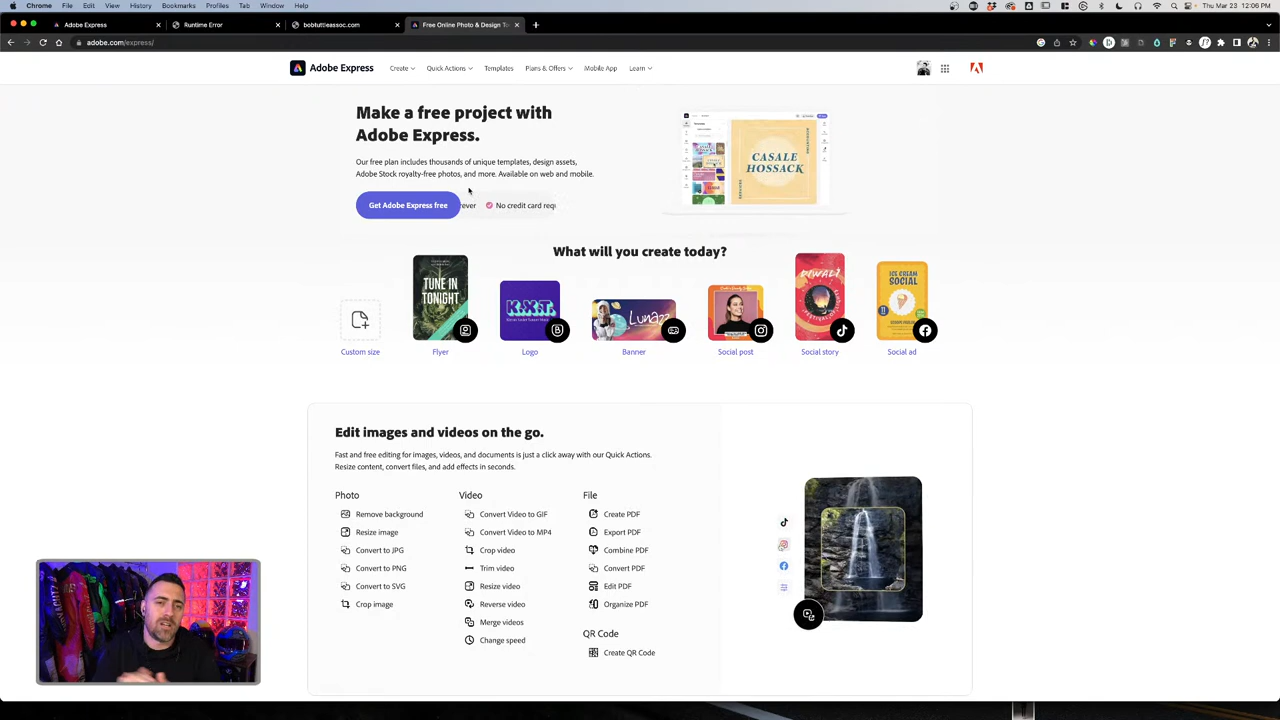 Chrome File Edit View History Bookmarks Profiles Tab Window Help
Thu Mar 23 12:06 PM
Adobe Express
Runtime Error
bobtuttleassoc.com
Free Online Photo & Design To
adobe.com/express/
Adobe Express
Create
Quick Actions
Templates
Plans & Offers
Mobile App
Learn
Make a free project with
Adobe Express.
Our free plan includes thousands of unique templates, design assets,
Adobe Stock royalty-free photos, and more. Available on web and mobile.
Get Adobe Express free
ever
No credit card requ
CASALE
HOSSACK
What will you create today?
TUNE IN
TONIGHT
K.X.T.
Lunazz
DIWALI
ICE CREAM
SOCIAL
Custom size
Flyer
Logo
Banner
Social post
Social story
Social ad
Edit images and videos on the go.
Fast and free editing for images, videos, and documents is just a click away with our Quick Actions.
Resize content, convert files, and add effects in seconds.
Photo
Remove background
Resize image
Convert to JPG
Convert to PNG
Convert to SVG
Crop image
Video
Convert Video to GIF
Convert Video to MP4
Crop video
Trim video
Resize video
Reverse video
Merge videos
Change speed
File
Create PDF
Export PDF
Combine PDF
Convert PDF
Edit PDF
Organize PDF
QR Code
Create QR Code